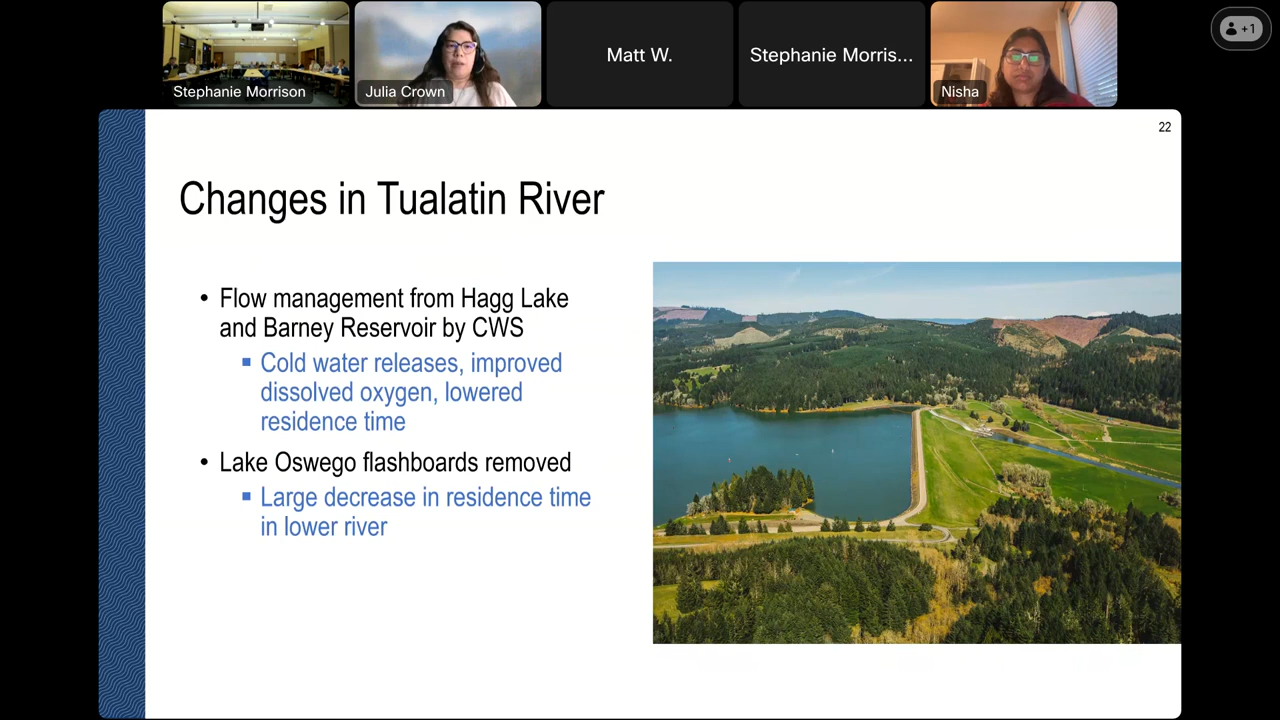 Stephanie Morrison
Julia Crown
Matt W.
Stephanie Morris...
Nisha
+1
22
Changes in Tualatin River
• Flow management from Hagg Lake
and Barney Reservoir by CWS
▪ Cold water releases, improved
dissolved oxygen, lowered
residence time
• Lake Oswego flashboards removed
▪ Large decrease in residence time
in lower river